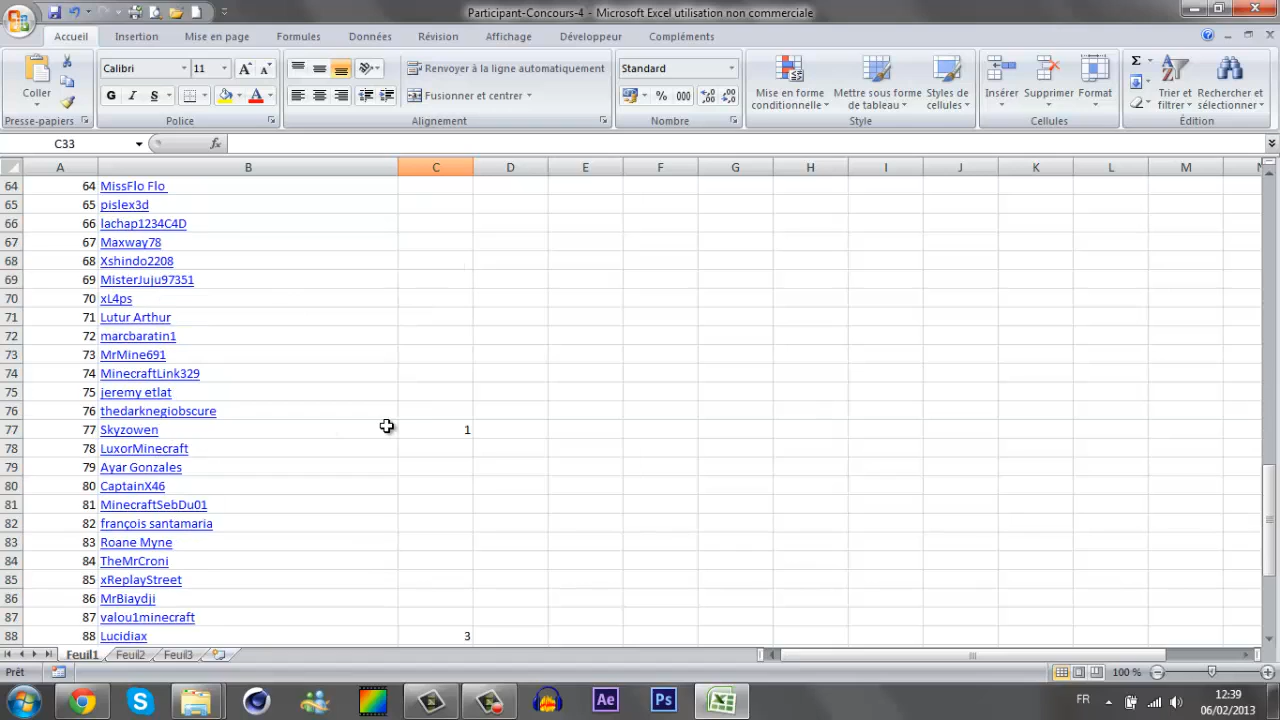 Participant-Concours-4 - Microsoft Excel utilisation non commerciale
Accueil Insertion Mise en page Formules Données Révision Affichage Développeur Compléments
Calibri 11 Renvoyer à la ligne automatiquement Standard
Coller G I S Fusionner et centrer % 000 Mise en forme conditionnelle Mettre sous forme de tableau Styles de cellules Insérer Supprimer Format Σ Trier et filtrer Rechercher et sélectionner
Presse-papiers Police Alignement Nombre Style Cellules Édition
C33 fx
A B C D E F G H I J K L M
64 64 MissFlo Flo
65 65 pislex3d
66 66 lachap1234C4D
67 67 Maxway78
68 68 Xshindo2208
69 69 MisterJuju97351
70 70 xL4ps
71 71 Lutur Arthur
72 72 marcbaratin1
73 73 MrMine691
74 74 MinecraftLink329
75 75 jeremy etlat
76 76 thedarknegiobscure
77 77 Skyzowen 1
78 78 LuxorMinecraft
79 79 Ayar Gonzales
80 80 CaptainX46
81 81 MinecraftSebDu01
82 82 françois santamaria
83 83 Roane Myne
84 84 TheMrCroni
85 85 xReplayStreet
86 86 MrBiaydji
87 87 valou1minecraft
88 88 Lucidiax 3
Feuil1 Feuil2 Feuil3
Prêt 100 %
Ae Ps FR 12:39
06/02/2013